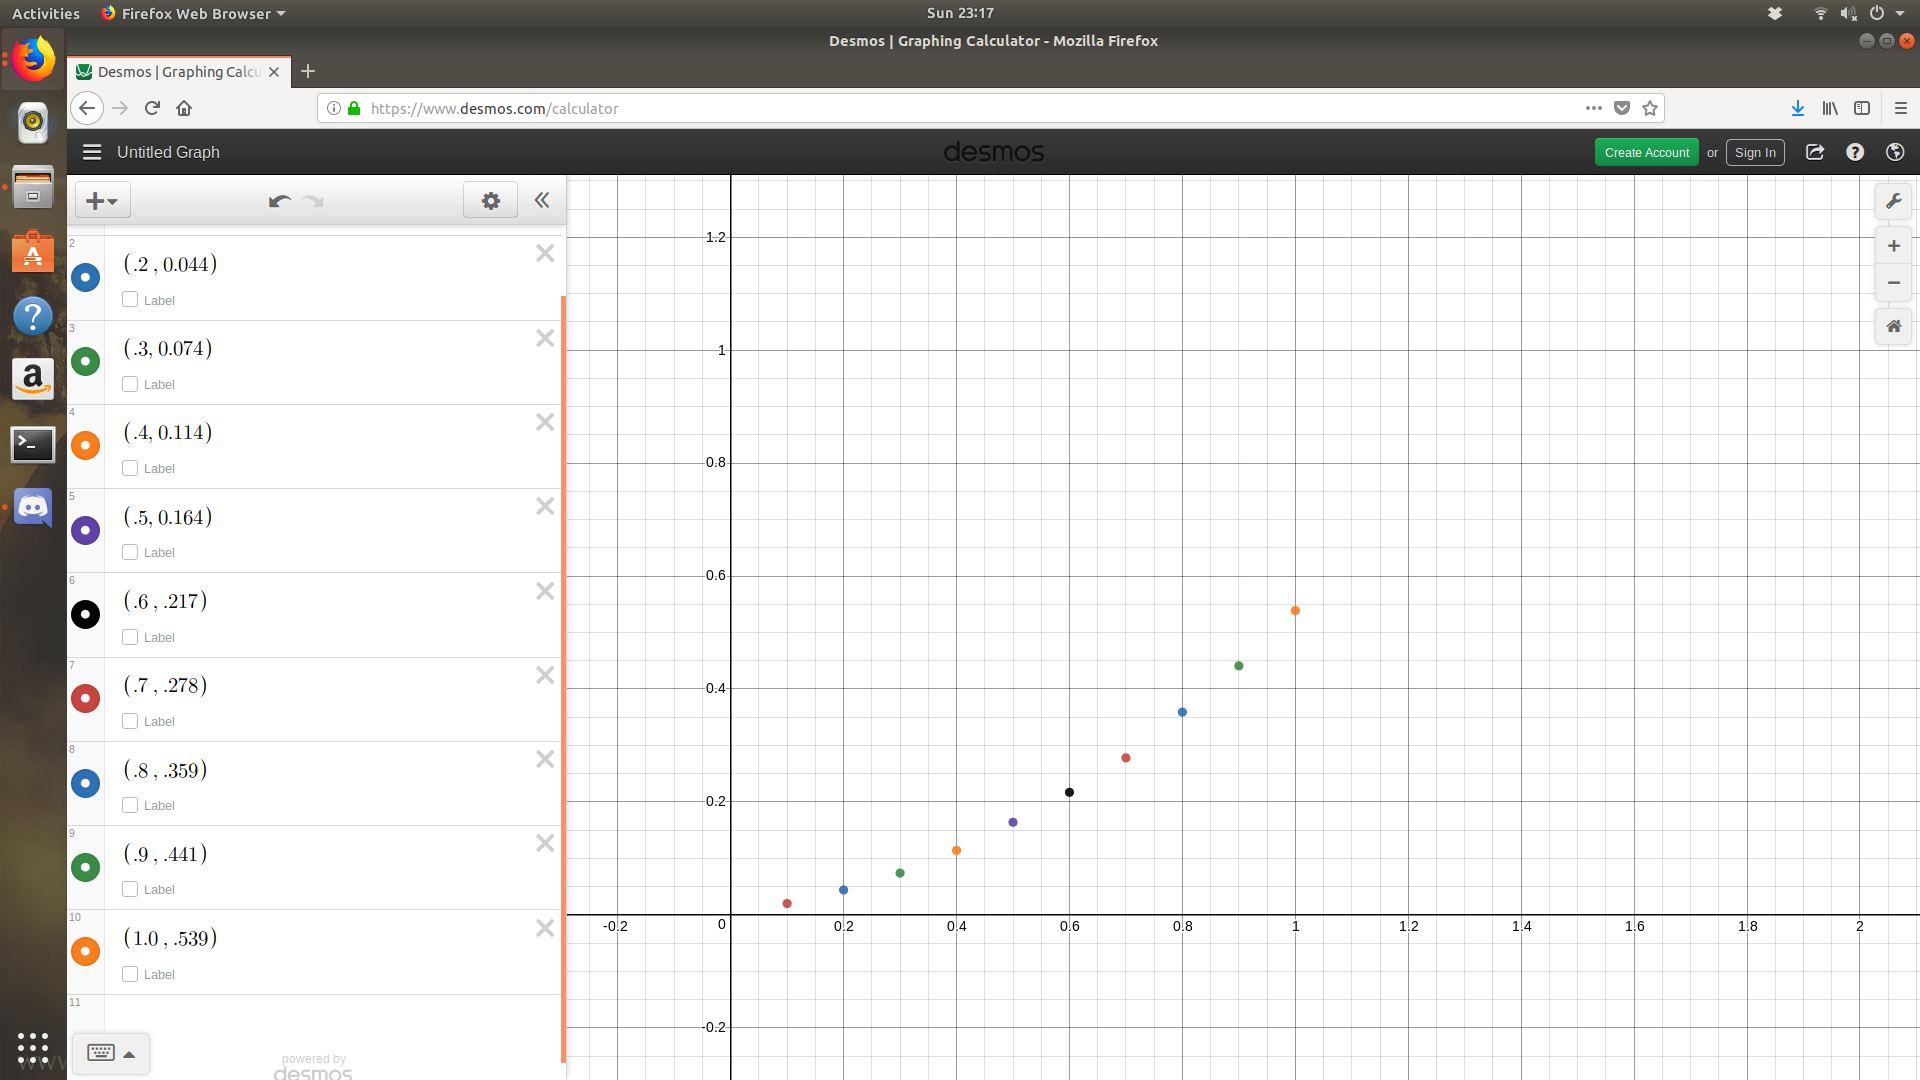 Activities Firefox Web Browser Sun 23:17
Desmos | Graphing Calculator - Mozilla Firefox
Desmos | Graphing Calcu
https://www.desmos.com/calculator
Untitled Graph desmos Create Account or Sign In
2
(.2 , 0.044)
Label
3
(.3, 0.074)
Label
4
(.4, 0.114)
Label
5
(.5, 0.164)
Label
6
(.6 , .217)
Label
7
(.7 , .278)
Label
8
(.8 , .359)
Label
9
(.9 , .441)
Label
10
(1.0 , .539)
Label
11
powered by
desmos
1.2
1
0.8
0.6
0.4
0.2
0
-0.2 0.2 0.4 0.6 0.8 1 1.2 1.4 1.6 1.8 2
-0.2